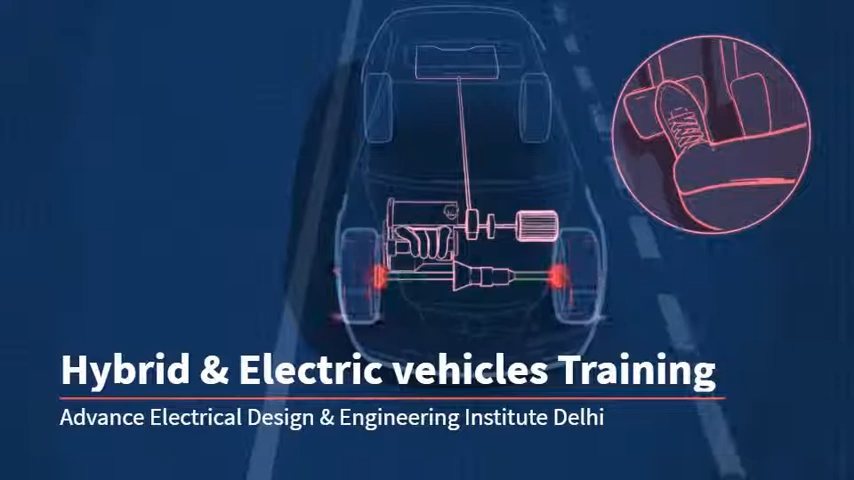 Hybrid & Electric vehicles Training
Advance Electrical Design & Engineering Institute Delhi